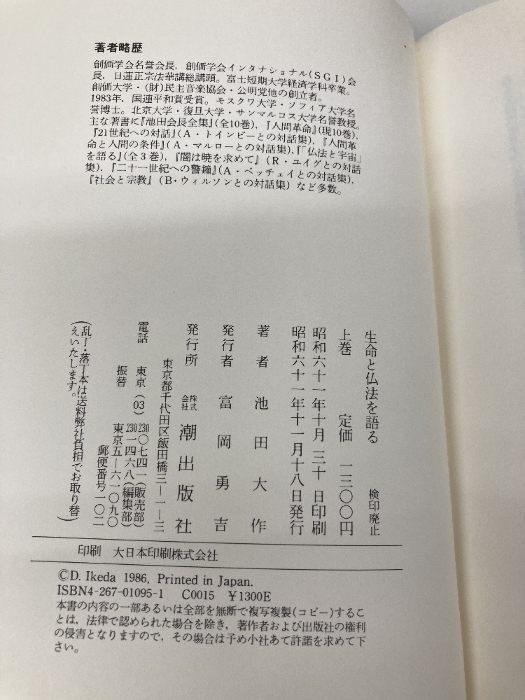 著者略歴
創価学会名誉会長，創価学会インタナショナル(SGI)会
長，日蓮正宗法華講総講頭。富士短期大学経済学科卒業。
創価大学・(財)民主音楽協会・公明党他の創立者。
1983年，国連平和賞受賞。モスクワ大学・ソフィア大学名
誉博士。北京大学・復旦大学・サンマルコス大学名誉教授。
主な著書に『池田会長全集』(全10巻)，『人間革命』(現10巻)，
『21世紀への対話』(A・トインビーとの対話集)，『人間革
命と人間の条件』(A・マルローとの対話集)，『「仏法と宇宙」
を語る』(全3巻)，『闇は暁を求めて』(R・ユイグとの対話
集)，『二十一世紀への警鐘』(A・ペッチェイとの対話集)，
『社会と宗教』(B・ウィルソンとの対話集) など多数。
生命と仏法を語る 検印廃止
上巻 定価 一三〇〇円
昭和六十一年十月三十日印刷
昭和六十一年十一月十八日発行
著者 池田大作
発行者 富岡勇吉
発行所 株式会社 潮出版社
東京都千代田区飯田橋三―一―三
電話 東京(03) 230〇七四一(販売部)
230一四六八(編集部)
振替 東京五―六一〇九〇
郵便番号一〇二
(乱丁・落丁本は送料弊社負担でお取り替
えいたします。)
印刷 大日本印刷株式会社
©D. Ikeda 1986, Printed in Japan.
ISBN4-267-01095-1 C0015 ¥1300E
本書の内容の一部あるいは全部を無断で複写複製(コピー)するこ
とは，法律で認められた場合を除き，著作者および出版社の権利
の侵害となりますので，その場合は予め小社あて許諾を求めて下
さい。